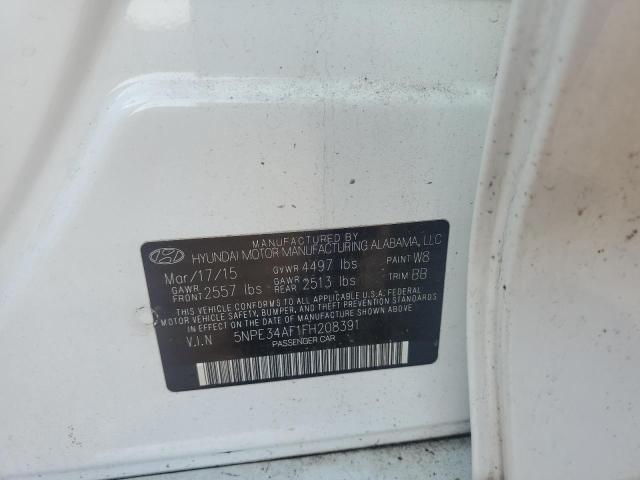 MANUFACTURED BY
HYUNDAI MOTOR MANUFACTURING ALABAMA, LLC
Mar/17/15 GVWR 4497 lbs PAINT W8
GAWR FRONT 2557 lbs GAWR REAR 2513 lbs TRIM BB
THIS VEHICLE CONFORMS TO ALL APPLICABLE U.S. FEDERAL
MOTOR VEHICLE SAFETY, BUMPER, AND THEFT PREVENTION
STANDARDS IN EFFECT ON THE DATE OF MANUFACTURE SHOWN ABOVE.
V.I.N 5NPE34AF1FH208391
PASSENGER CAR